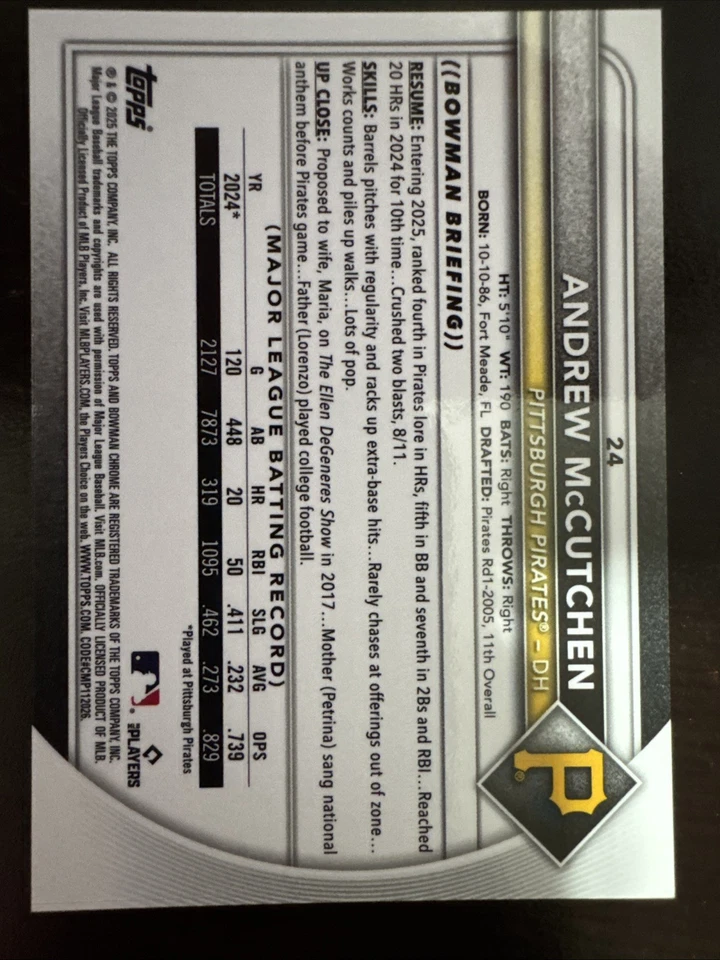 24
ANDREW McCUTCHEN
PITTSBURGH PIRATES® – DH
P®
HT: 5'10" WT: 190 BATS: Right THROWS: Right
BORN: 10-10-86, Fort Meade, FL DRAFTED: Pirates Rd1-2005, 11th Overall
((BOWMAN BRIEFING))
RESUME: Entering 2025, ranked fourth in Pirates lore in HRs, fifth in BB and seventh in 2Bs and RBI...Reached
20 HRs in 2024 for 10th time...Crushed two blasts, 8/11.
SKILLS: Barrels pitches with regularity and racks up extra-base hits...Rarely chases at offerings out of zone...
Works counts and piles up walks...Lots of pop.
UP CLOSE: Proposed to wife, Maria, on The Ellen DeGeneres Show in 2017...Mother (Petrina) sang national
anthem before Pirates game...Father (Lorenzo) played college football.
(MAJOR LEAGUE BATTING RECORD)
YR G AB HR RBI SLG AVG OPS
2024* 120 448 20 50 .411 .232 .739
TOTALS 2127 7873 319 1095 .462 .273 .829
*Played at Pittsburgh Pirates
topps
MLB PLAYERS
® & © 2025 THE TOPPS COMPANY, INC. ALL RIGHTS RESERVED. TOPPS AND BOWMAN CHROME ARE REGISTERED TRADEMARKS OF THE TOPPS COMPANY, INC.
Major League Baseball trademarks and copyrights are used with permission of Major League Baseball. Visit MLB.com. OFFICIALLY LICENSED PRODUCT OF MLB
Officially Licensed Product of MLB Players, Inc. Visit MLBPLAYERS.COM, the Players Choice on the web. WWW.TOPPS.COM. CODE#CMP112026.